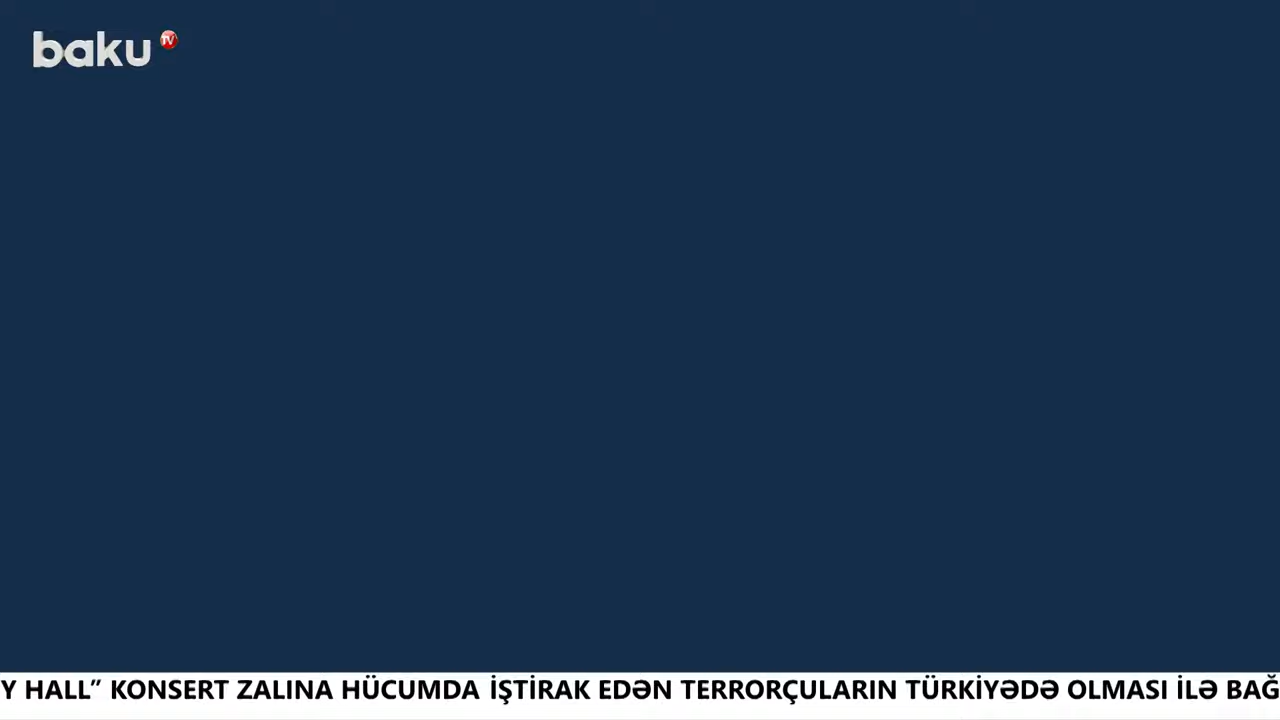 baku TV
Y HALL” KONSERT ZALINA HÜCUMDA İŞTİRAK EDƏN TERRORÇULARIN TÜRKİYƏDƏ OLMASI İLƏ BAĞ